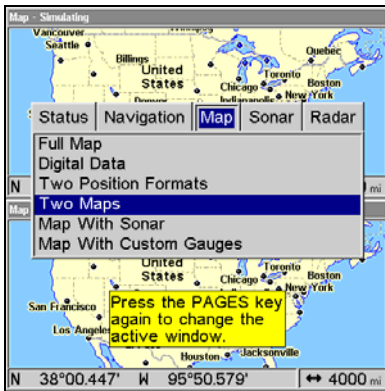 Map - Simulating
Vancouver
Seattle
Billings
Quebec
United
States
Toronto
Chicago
Boston
Denver
Indianapolis
New York
Status Navigation Map Sonar Radar
Full Map
Digital Data
Two Position Formats
Two Maps
Map With Sonar
Map With Custom Gauges
N
mi
Map
United
States
Toronto
Chicago
Boston
New York
San Francisco
Press the PAGES key
again to change the
active window.
Los Angeles
Houston
Jacksonville
N 38°00.447' W 95°50.579' ↔ 4000 mi